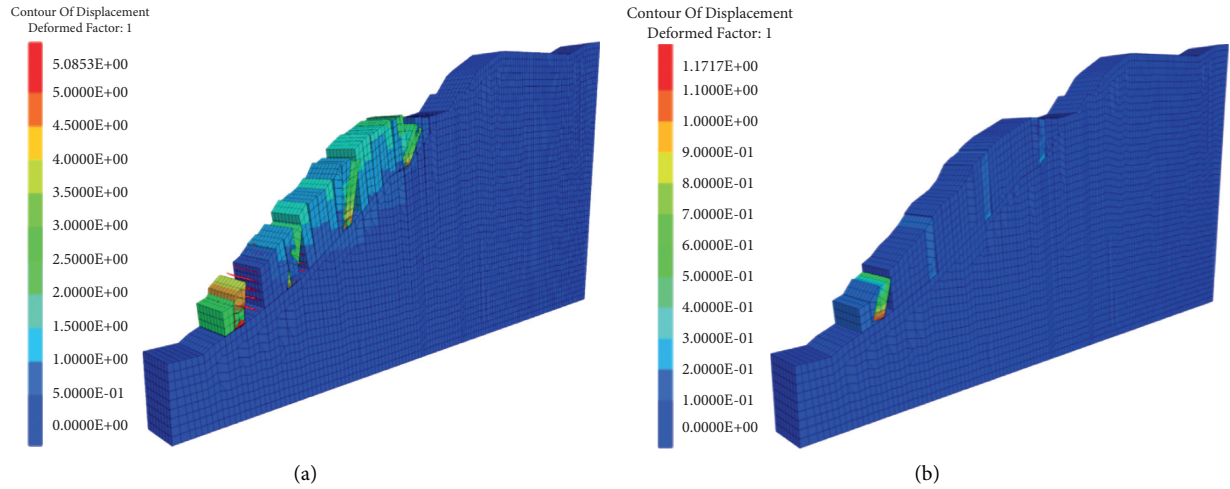 Contour Of Displacement
Deformed Factor: 1
5.0853E+00
5.0000E+00
4.5000E+00
4.0000E+00
3.5000E+00
3.0000E+00
2.5000E+00
2.0000E+00
1.5000E+00
1.0000E+00
5.0000E-01
0.0000E+00
(a)
Contour Of Displacement
Deformed Factor: 1
1.1717E+00
1.1000E+00
1.0000E+00
9.0000E-01
8.0000E-01
7.0000E-01
6.0000E-01
5.0000E-01
4.0000E-01
3.0000E-01
2.0000E-01
1.0000E-01
0.0000E+00
(b)